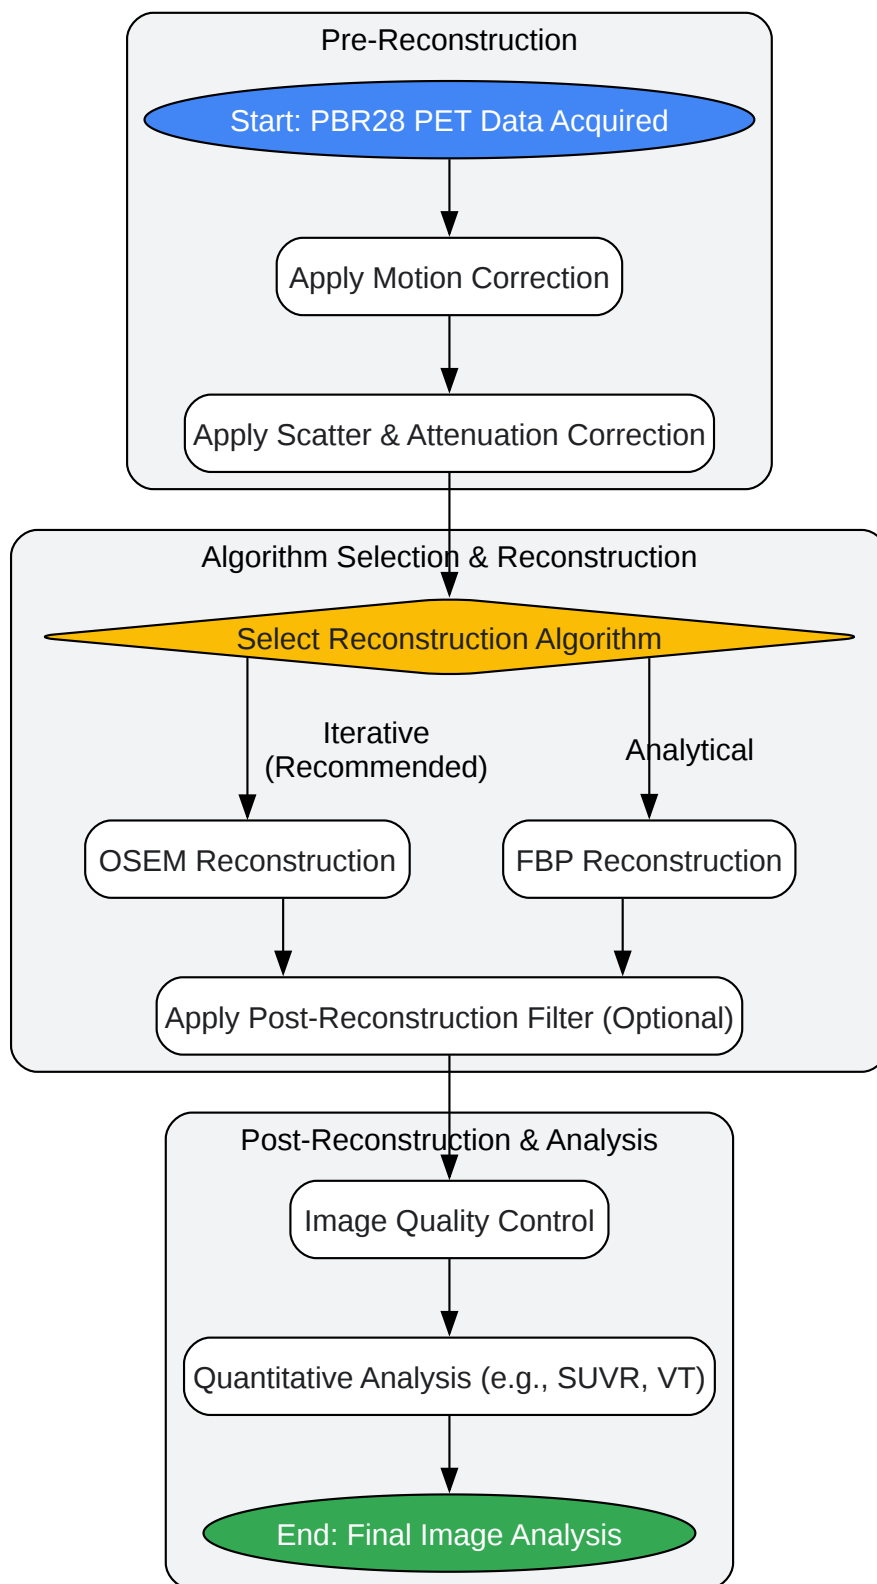 Pre-Reconstruction
Start: PBR28 PET Data Acquired
Apply Motion Correction
Apply Scatter & Attenuation Correction
Algorithm Selection & Reconstruction
Select Reconstruction Algorithm
Iterative
(Recommended)
Analytical
OSEM Reconstruction
FBP Reconstruction
Apply Post-Reconstruction Filter (Optional)
Post-Reconstruction & Analysis
Image Quality Control
Quantitative Analysis (e.g., SUVR, VT)
End: Final Image Analysis